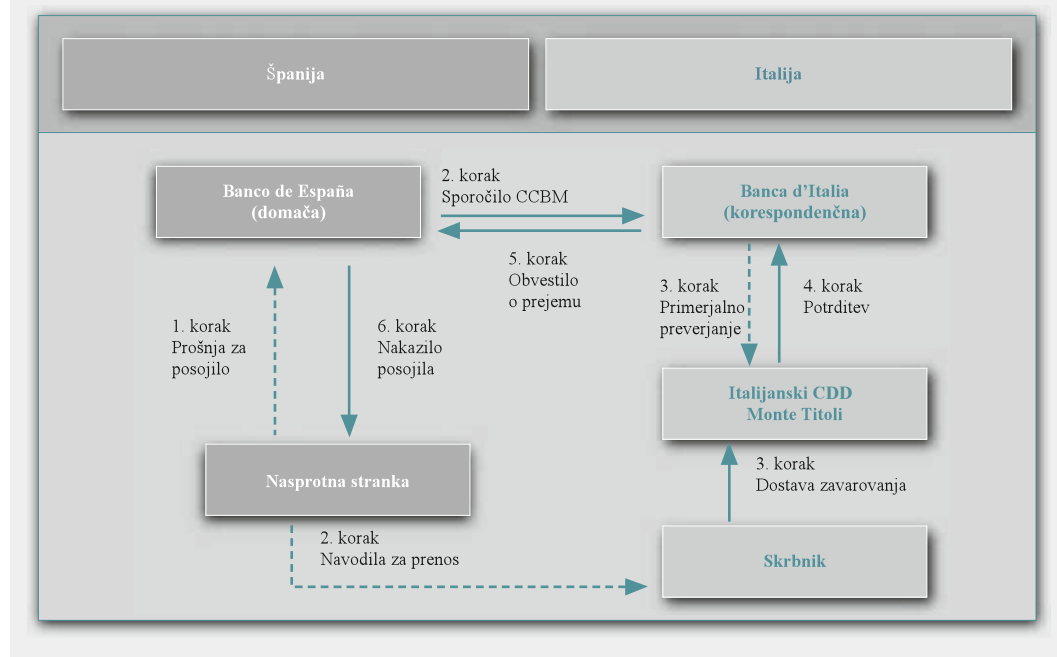 Španija
Italija
Banco de España
(domača)
2. korak
Sporočilo CCBM
Banca d'Italia
(korespondenčna)
5. korak
Obvestilo
o prejemu
3. korak
Primerjalno
preverjanje
4. korak
Potrditev
1. korak
Prošnja za
posojilo
6. korak
Nakazilo
posojila
Italijanski CDD
Monte Titoli
Nasprotna stranka
3. korak
Dostava zavarovanja
2. korak
Navodila za prenos
Skrbnik